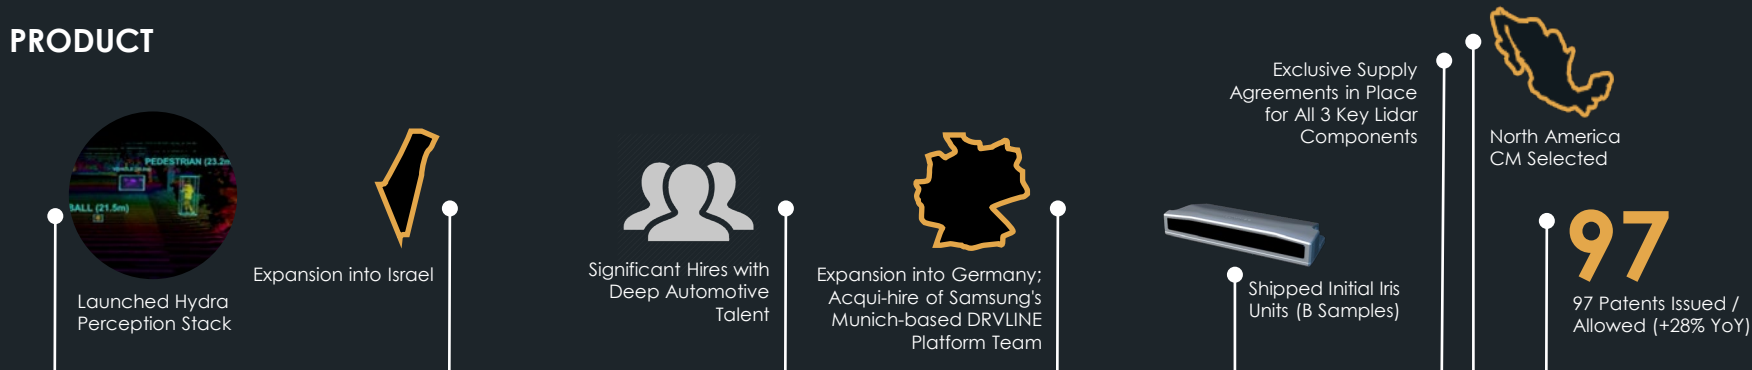 PRODUCT
PEDESTRIAN (23.2m
BALL (21.5m)
Launched Hydra
Perception Stack
Expansion into Israel
Significant Hires with
Deep Automotive
Talent
Expansion into Germany;
Acqui-hire of Samsung's
Munich-based DRVLINE
Platform Team
Shipped Initial Iris
Units (B Samples)
Exclusive Supply
Agreements in Place
for All 3 Key Lidar
Components
North America
CM Selected
97
97 Patents Issued /
Allowed (+28% YoY)